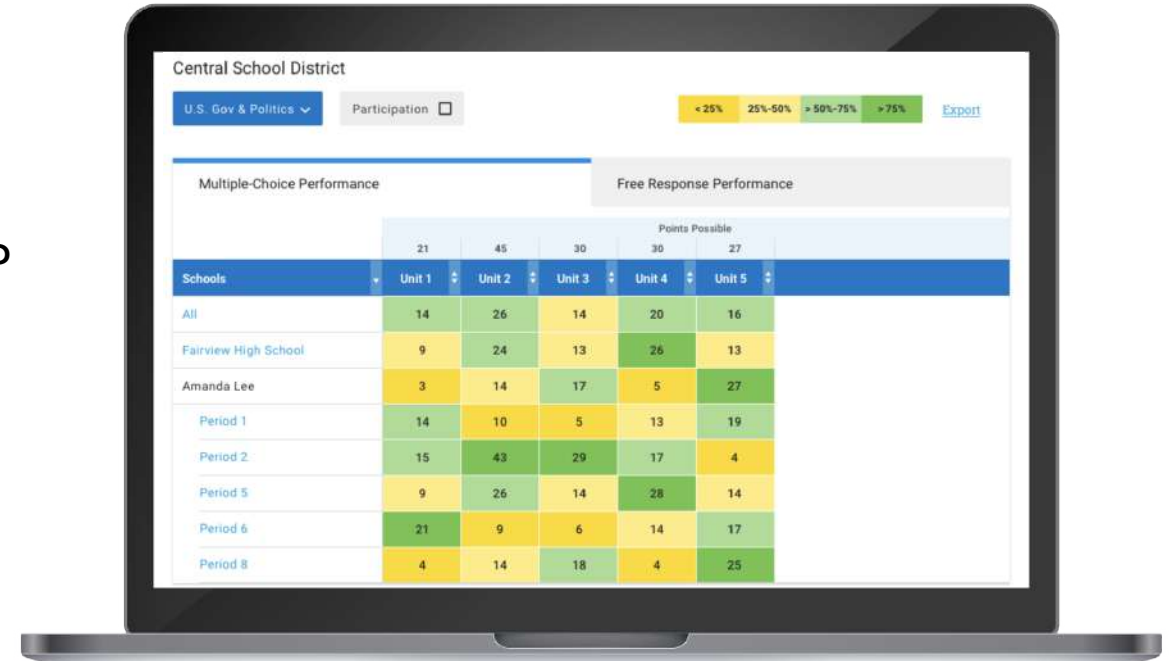 Central School District
U.S. Gov & Politics
Participation
< 25% 25%-50% > 50%-75% > 75%
Export
Multiple-Choice Performance Free Response Performance
Points Possible
21 45 30 30 27
Schools Unit 1 Unit 2 Unit 3 Unit 4 Unit 5
All 14 26 14 20 16
Fairview High School 9 24 13 26 13
Amanda Lee 3 14 17 5 27
Period 1 14 10 5 13 19
Period 2 15 43 29 17 4
Period 5 9 26 14 28 14
Period 6 21 9 6 14 17
Period 8 4 14 18 4 25